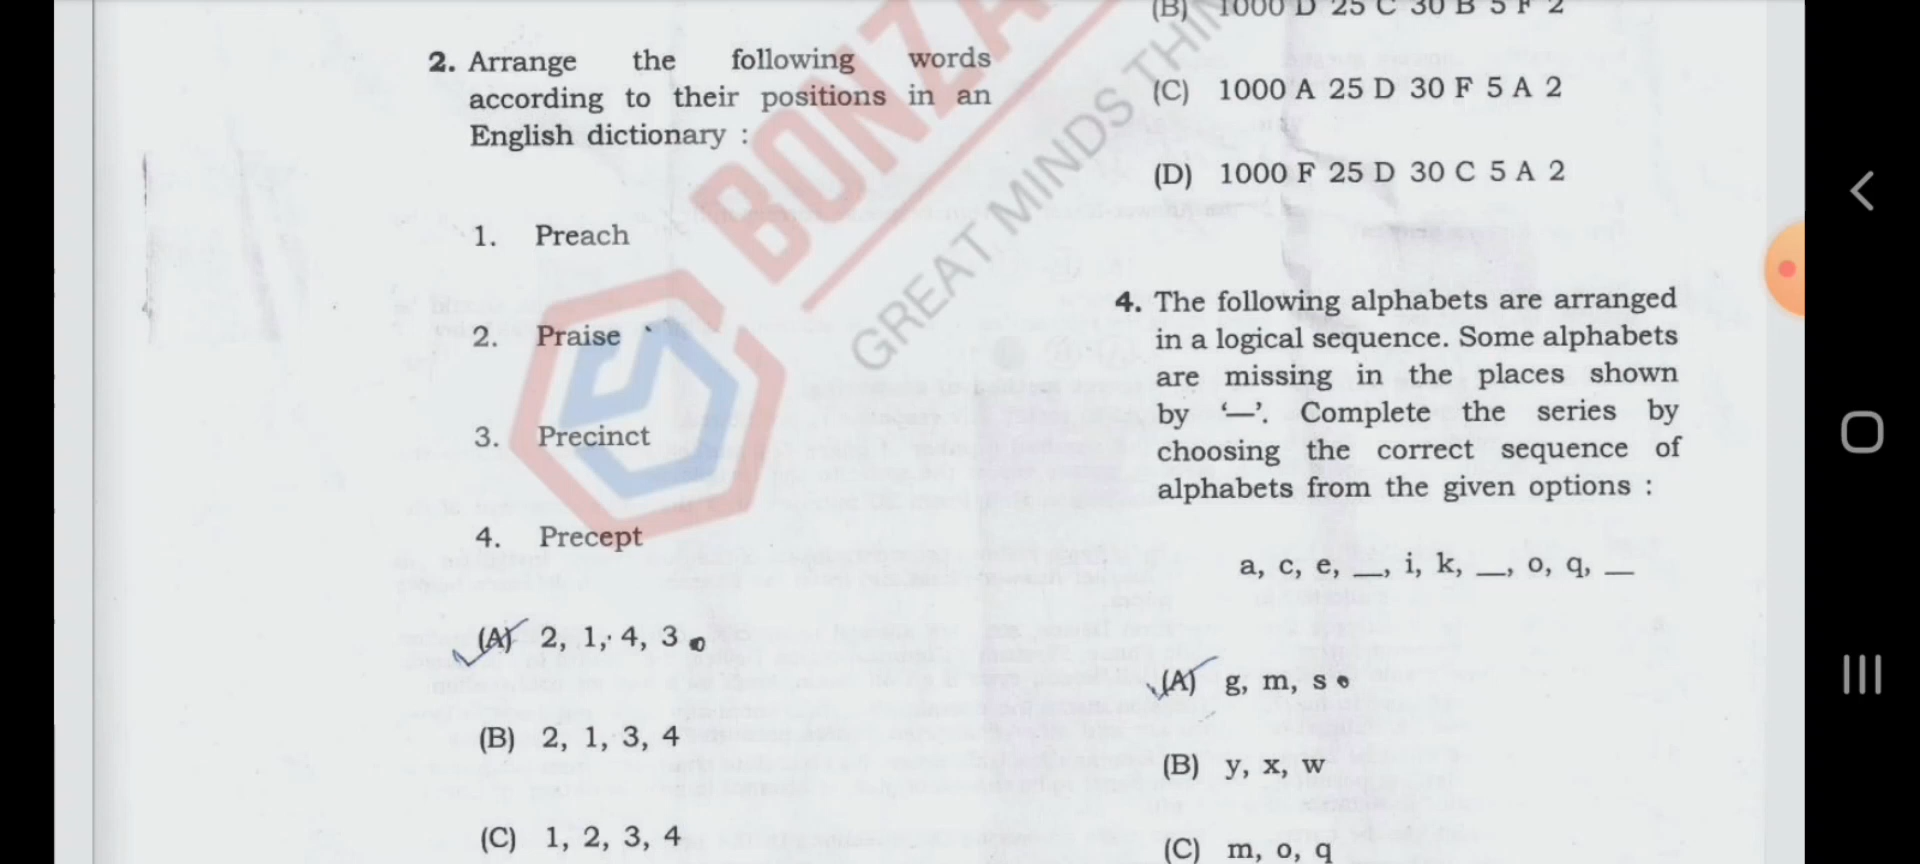 2. Arrange the following words
according to their positions in an
English dictionary :
1. Preach
2. Praise
3. Precinct
4. Precept
(A) 2, 1, 4, 3
(B) 2, 1, 3, 4
(C) 1, 2, 3, 4
(B) 1000 D 25 C 30 B 5 F 2
(C) 1000 A 25 D 30 F 5 A 2
(D) 1000 F 25 D 30 C 5 A 2
4. The following alphabets are arranged
in a logical sequence. Some alphabets
are missing in the places shown
by ‘—’. Complete the series by
choosing the correct sequence of
alphabets from the given options :
a, c, e, __, i, k, __, o, q, __
(A) g, m, s
(B) y, x, w
(C) m, o, q
GREAT MINDS